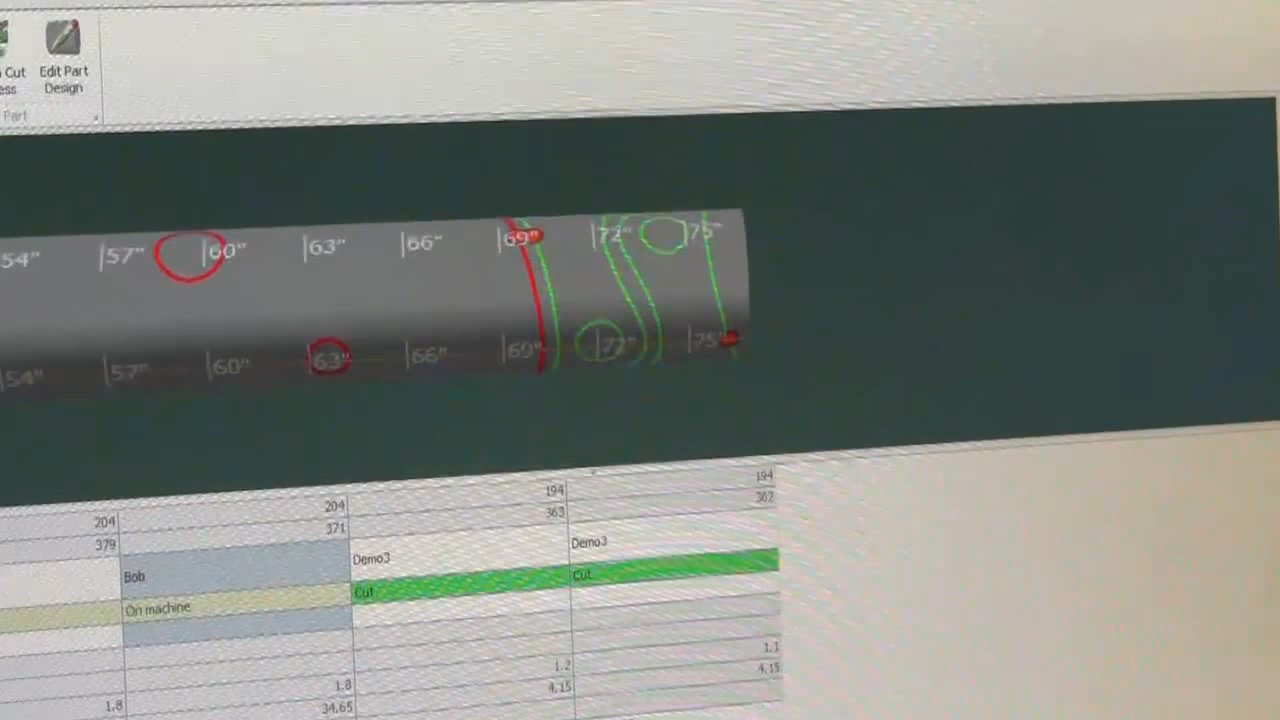 Cut Edit Part
ess Design
Part
54" 57" 60" 63" 66" 69" 72" 75"
54" 57" 60" 63" 66" 69" 72" 75"
204 204 194 194
379 371 363 362
Bob Demo3 Demo3
On machine Cut Cut
1.8 1.8 1.2 1.1
34.65 4.15 4.15